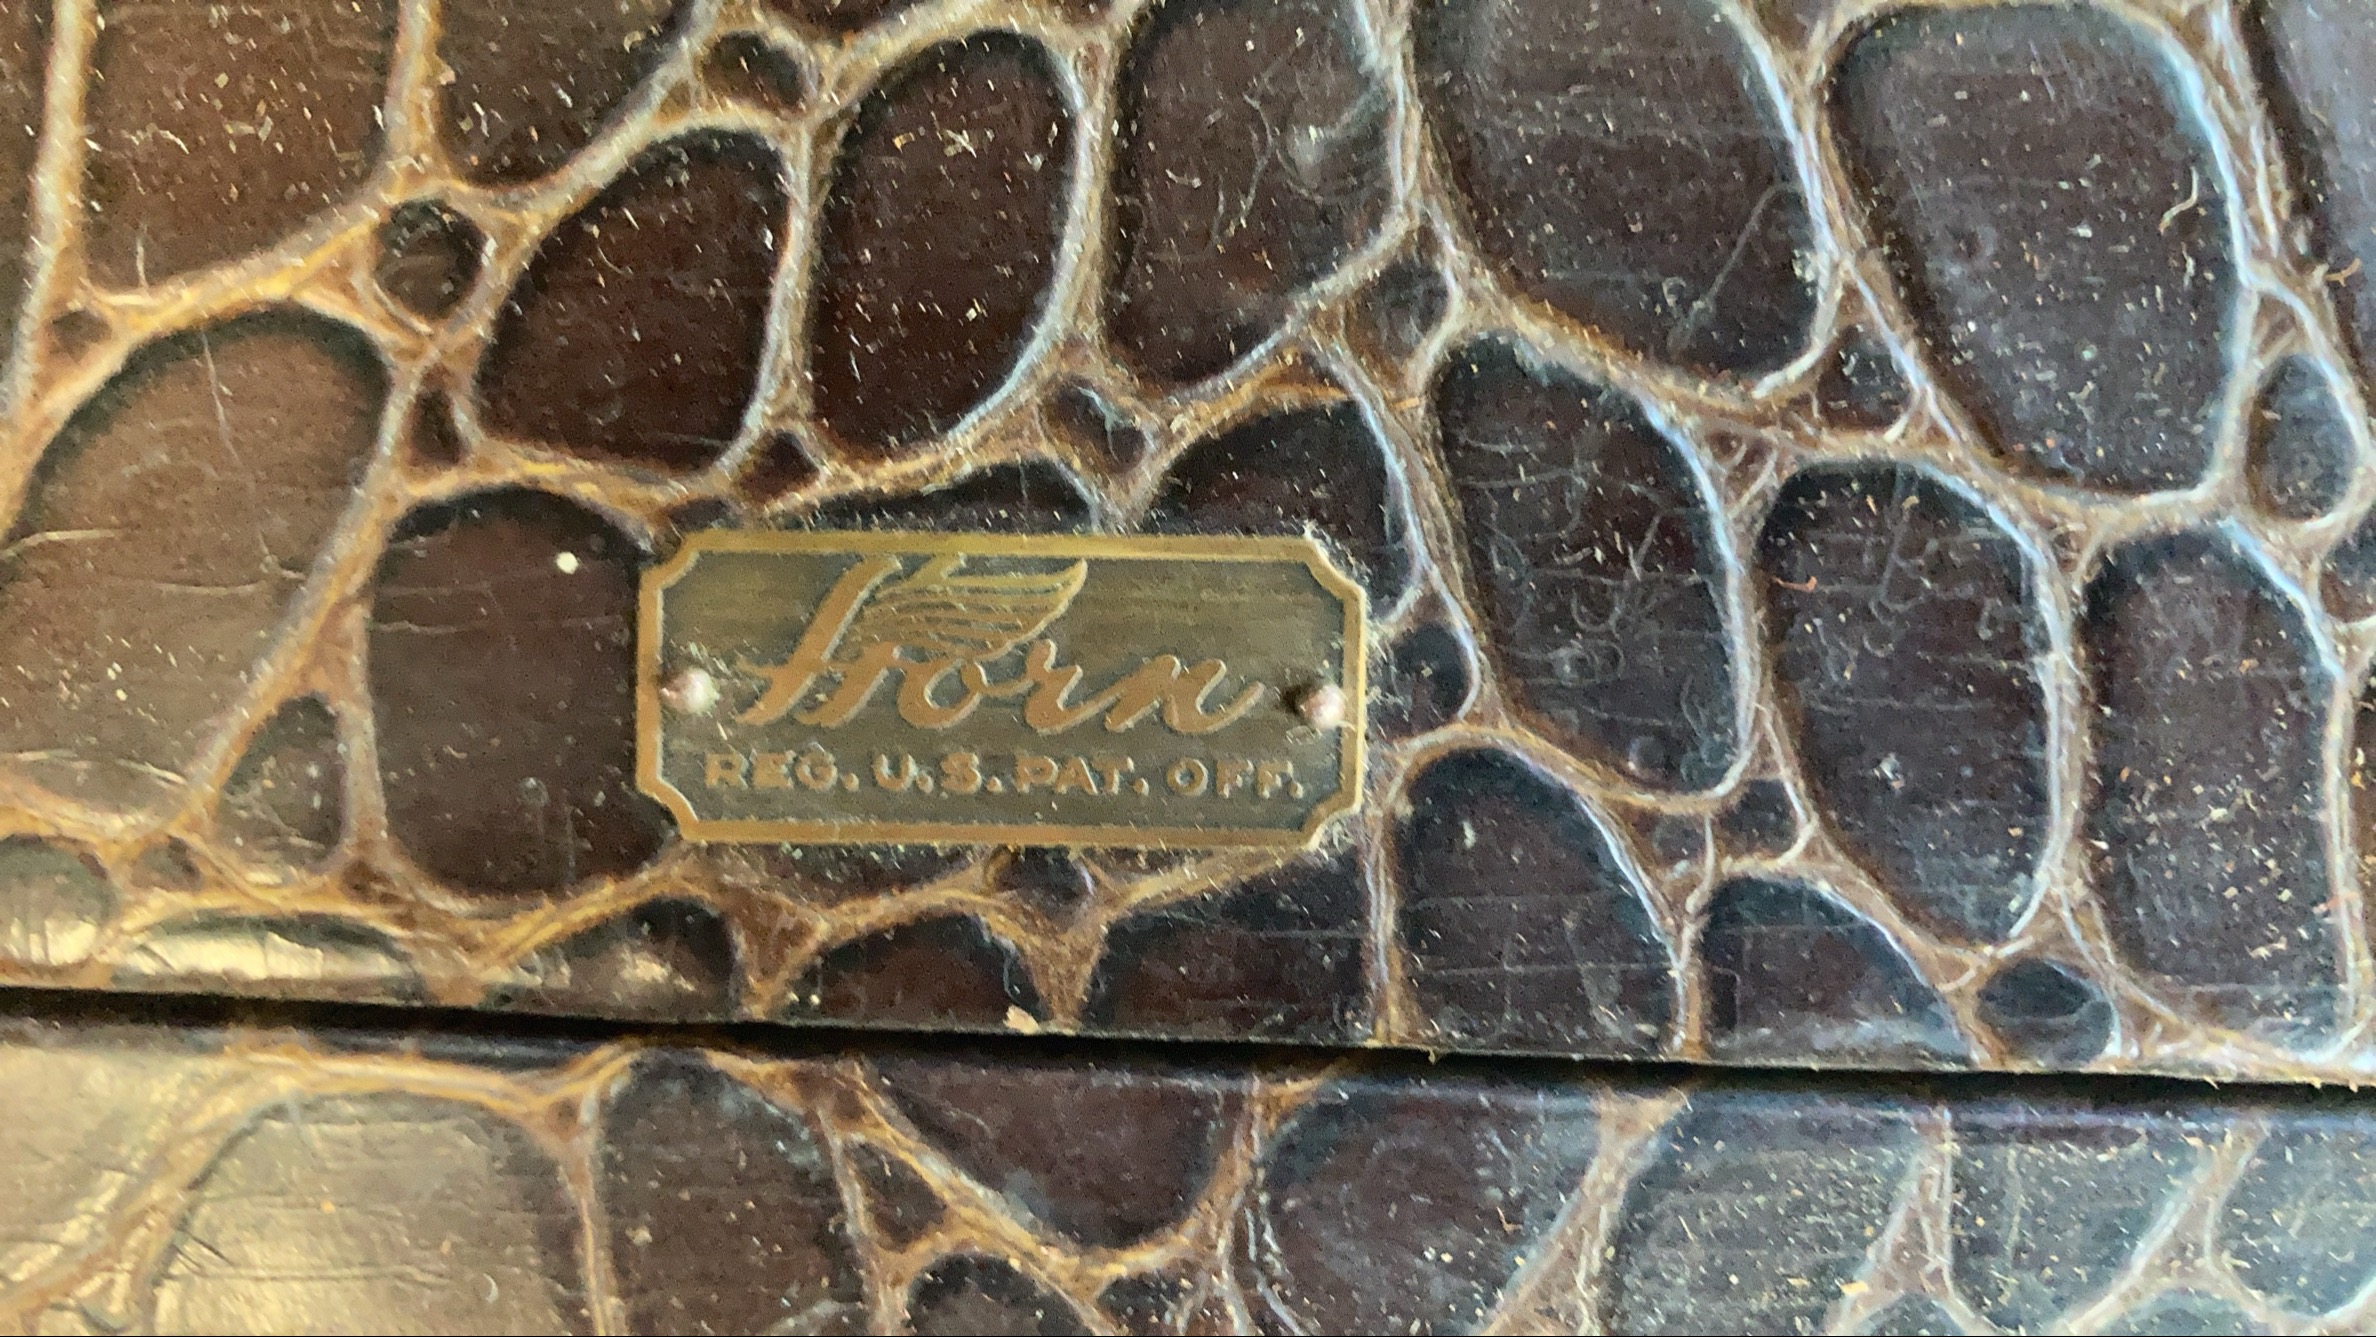 Horn
REG. U.S. PAT. OFF.